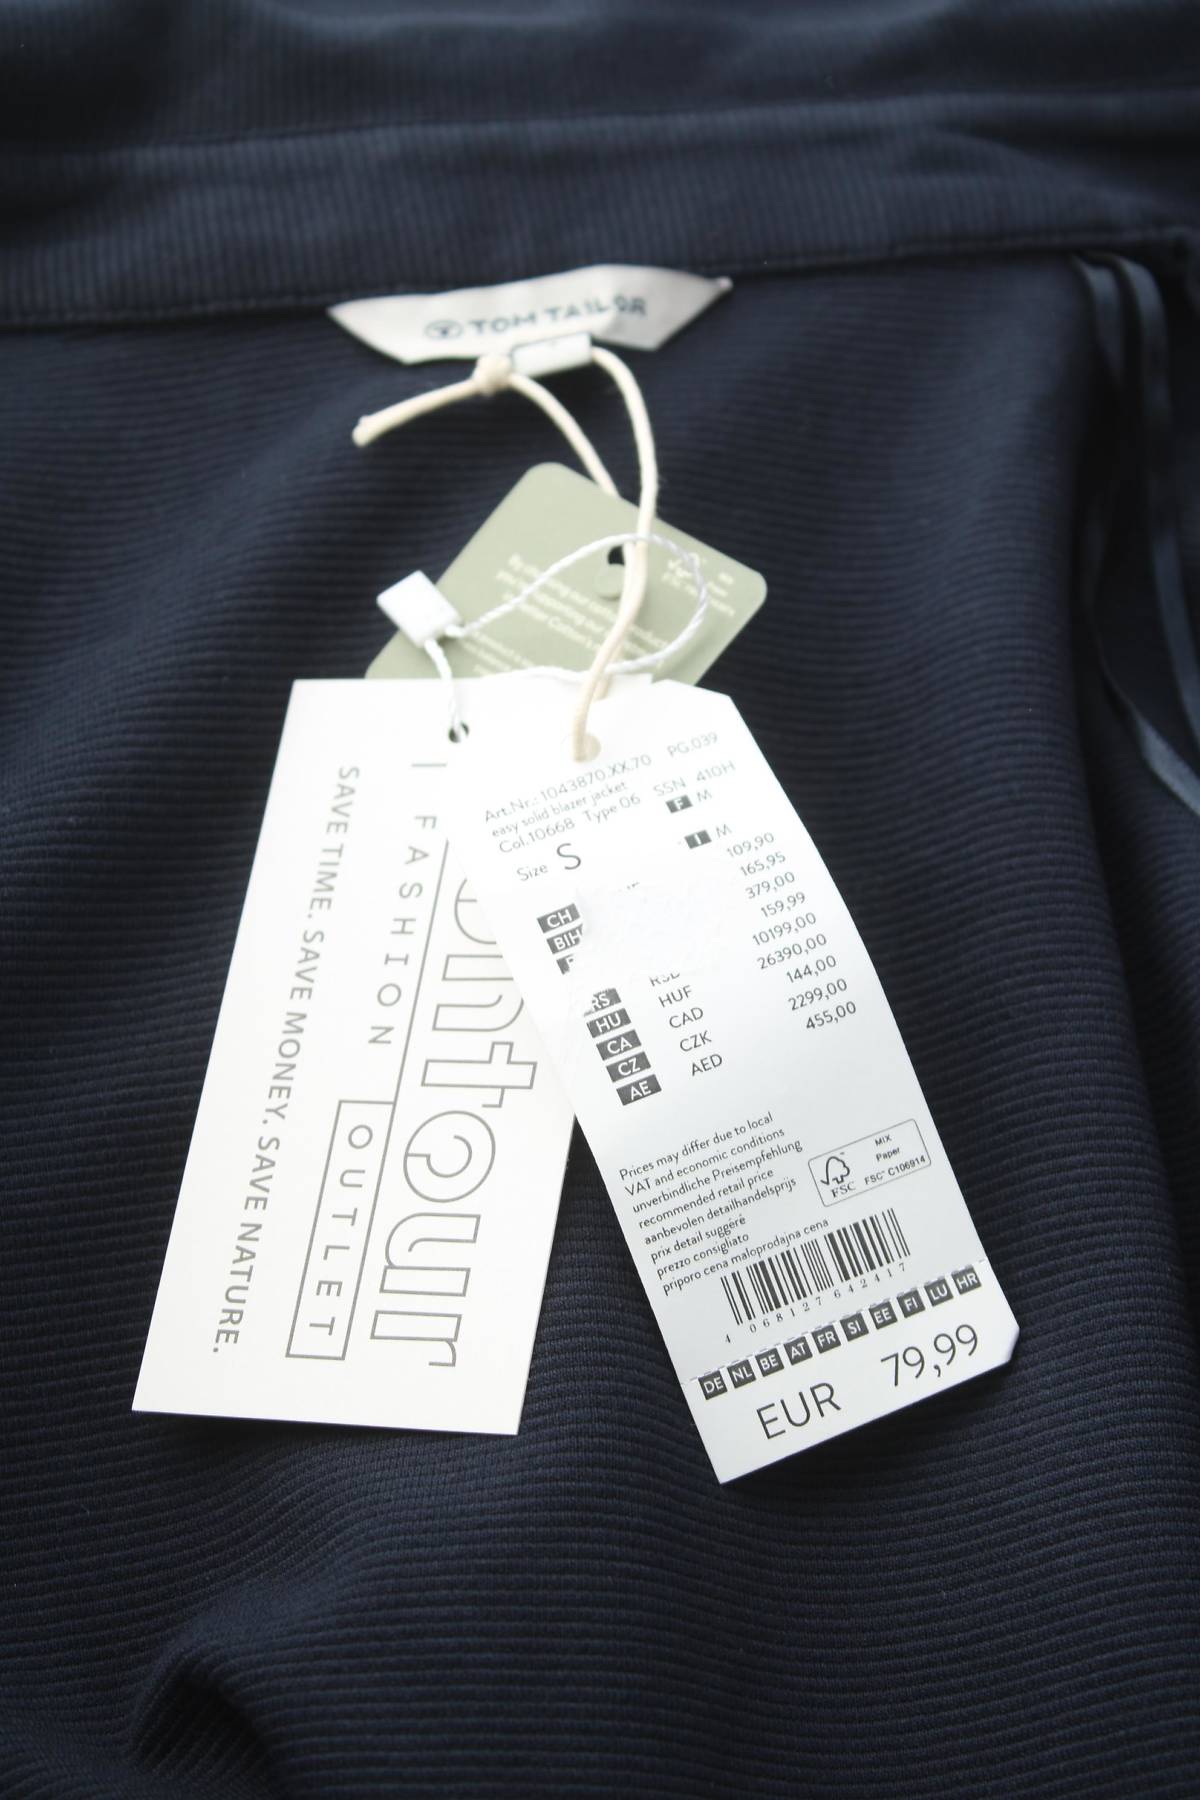 TOM TAILOR
Art.Nr.: 1043870.XX.70 PG.039
easy solid blazer jacket
Col.10668 Type 06 SSN 410H
Size S F M
I M
CH 109,90
BIH 165,95
379,00
159,99
RS RSD 10199,00
HU HUF 26390,00
CA CAD 144,00
CZ CZK 2299,00
AE AED 455,00
Prices may differ due to local
VAT and economic conditions
unverbindliche Preisempfehlung
recommended retail price
aanbevolen detailhandelsprijs
prix detail suggéré
prezzo consigliato
priporo cena maloprodajna cena
MIX
Paper
FSC™ C106914
FSC
4 068127 642417
DE NL BE AT FR SI EE FI LU HR
EUR 79,99
ntour
| FASHION OUTLET
SAVE TIME. SAVE MONEY. SAVE NATURE.